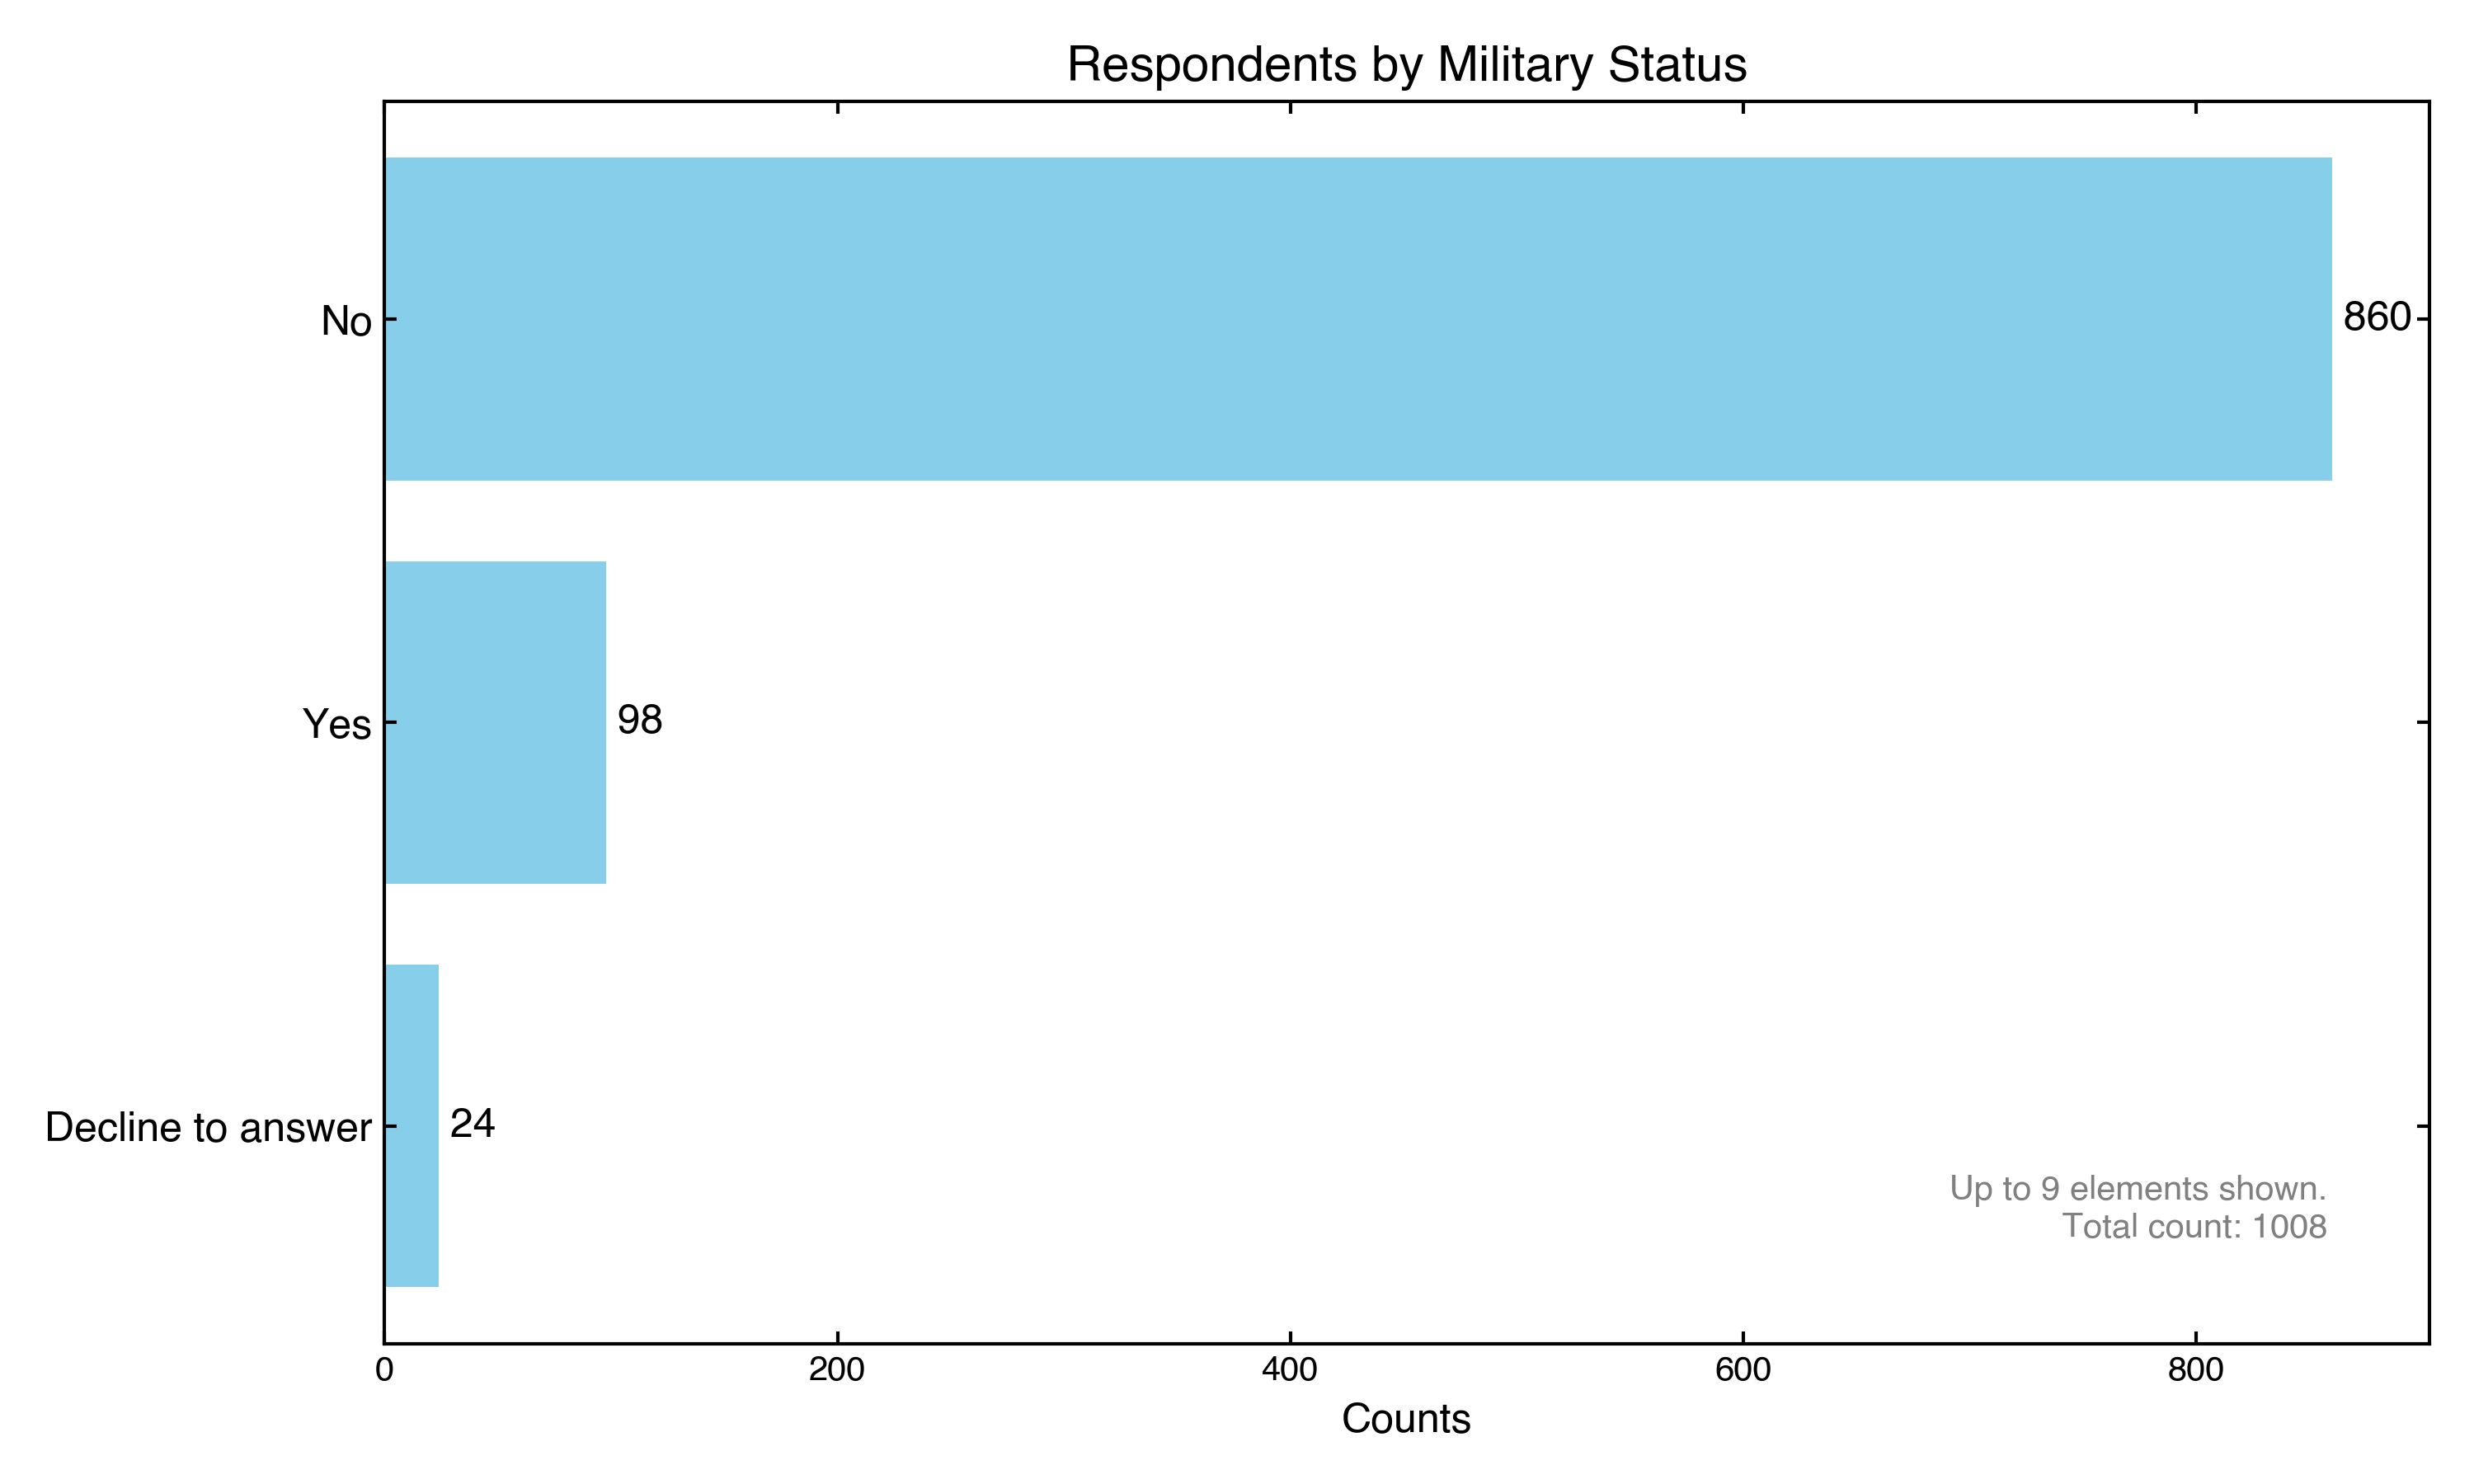 Respondents by Military Status
No
860
Yes
98
Decline to answer
24
Up to 9 elements shown.
Total count: 1008
0 200 400 600 800
Counts